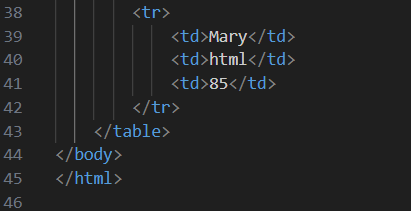 38 <tr>
39 <td>Mary</td>
40 <td>html</td>
41 <td>85</td>
42 </tr>
43 </table>
44 </body>
45 </html>
46